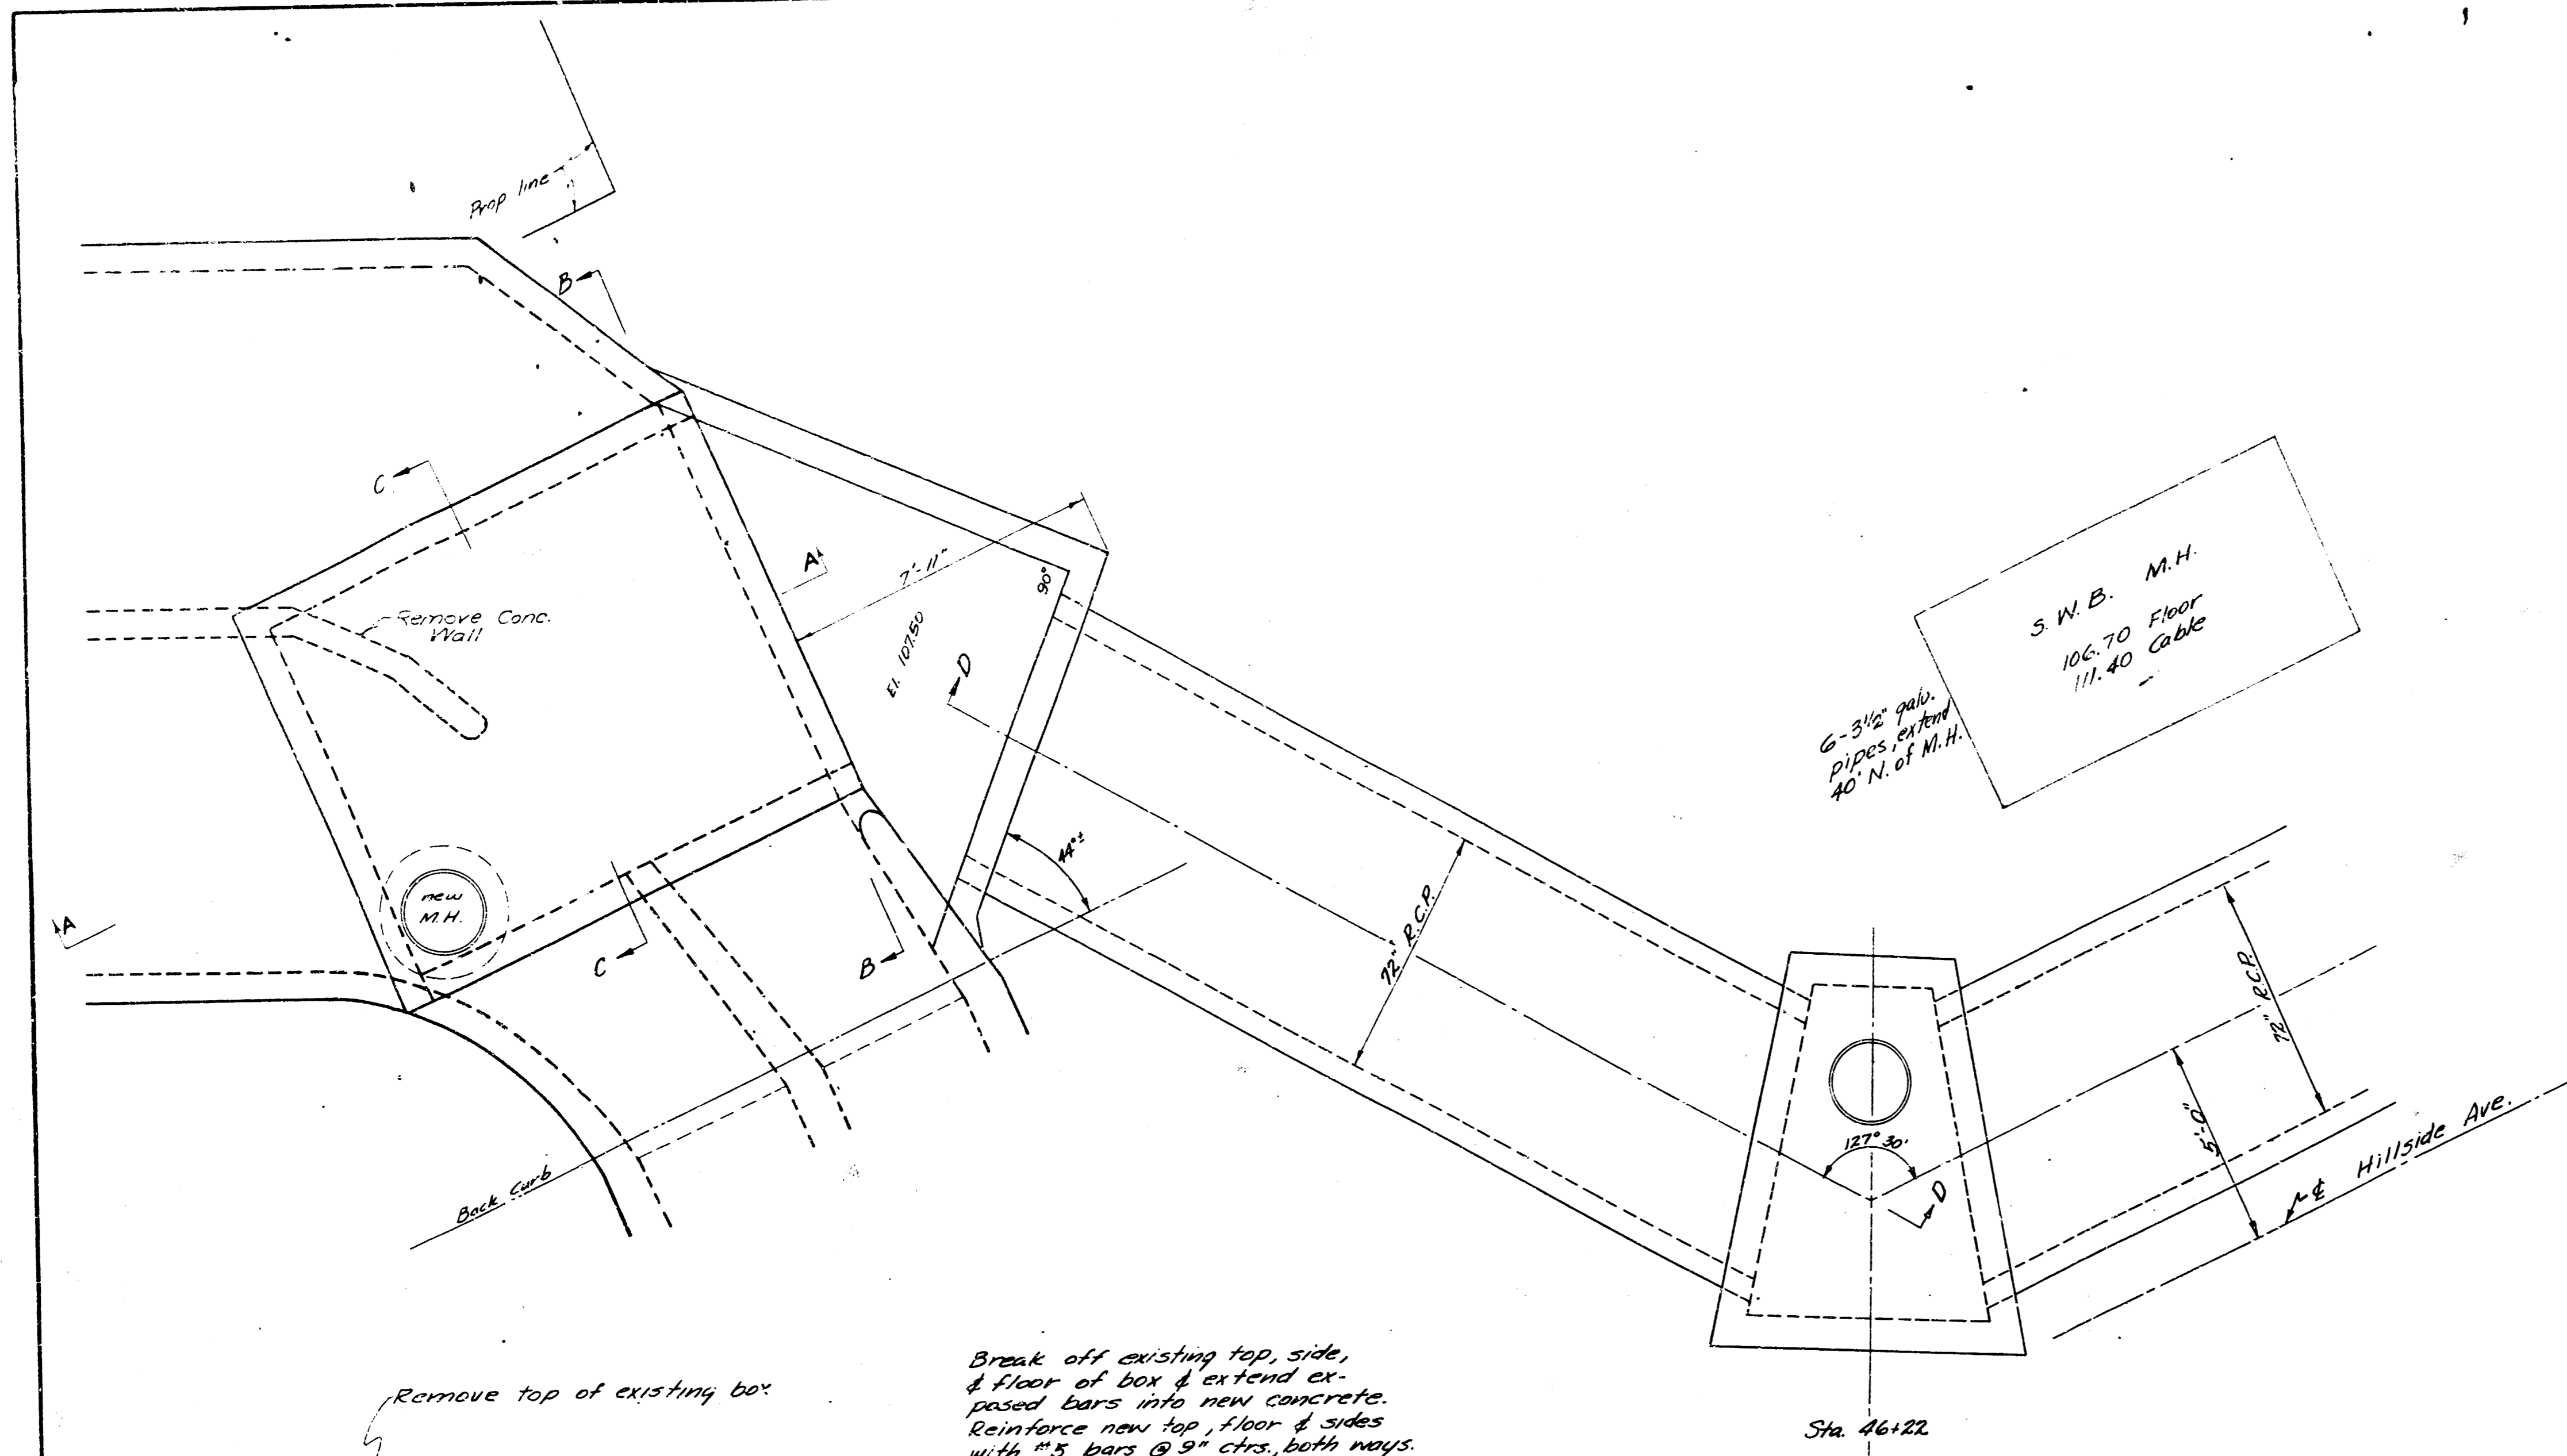 Prop. line
B
C
A
7'-11"
90°
Remove Conc.
Wall
El. 107.50
D
S. W. B. M.H.
106.70 Floor
111.40 Cable
6-3½" galv.
pipes, extend
40' N. of M.H.
44°±
72" R.C.P.
new
M.H.
A
C
B
72" R.C.P.
127° 30'
5'-0"
D
℄ Hillside Ave.
Back Curb
Remove top of existing box
Break off existing top, side,
& floor of box & extend ex-
posed bars into new concrete.
Reinforce new top, floor & sides
with #5 bars @ 9" ctrs., both ways.
Sta. 46+22